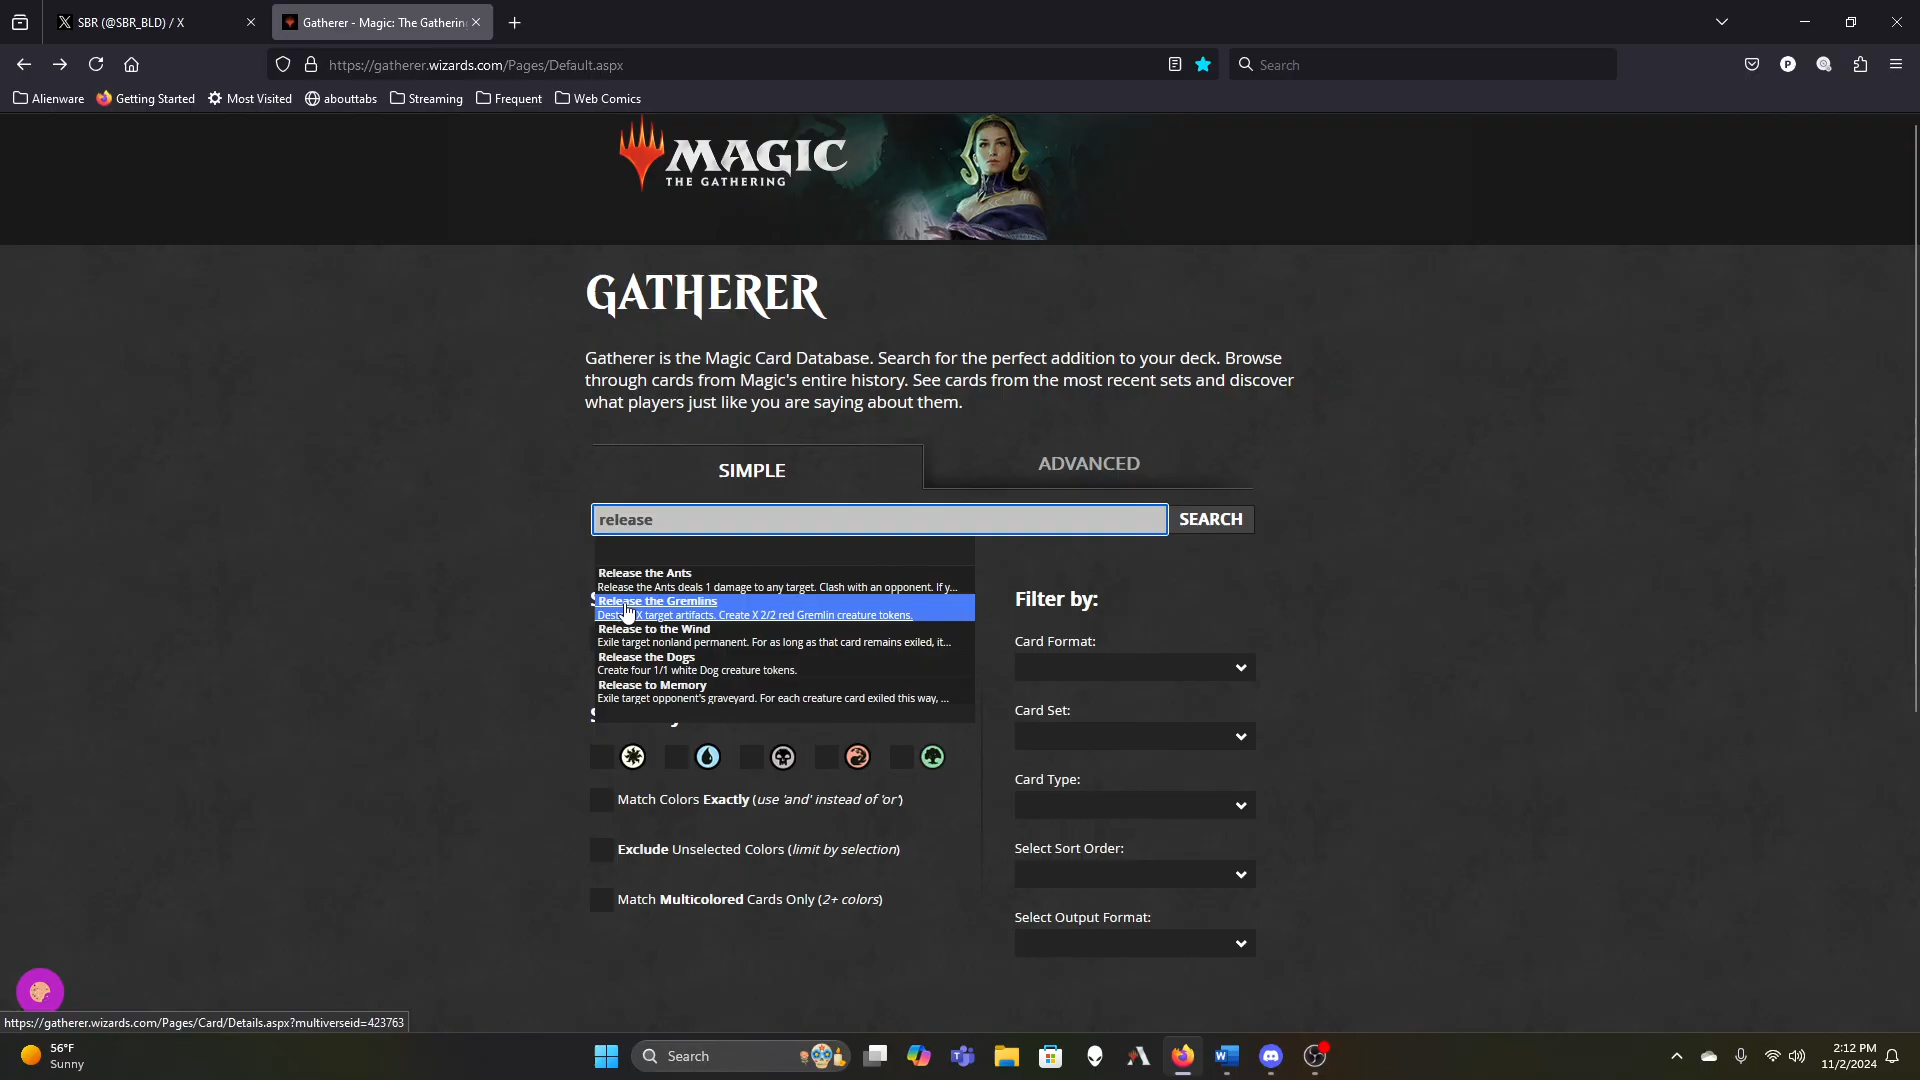 SBR (@SBR_BLD) / X
Gatherer - Magic: The Gathering
https://gatherer.wizards.com/Pages/Default.aspx
Search
Alienware
Getting Started
Most Visited
abouttabs
Streaming
Frequent
Web Comics
MAGIC
THE GATHERING
GATHERER
Gatherer is the Magic Card Database. Search for the perfect addition to your deck. Browse
through cards from Magic's entire history. See cards from the most recent sets and discover
what players just like you are saying about them.
SIMPLE
ADVANCED
release
SEARCH
Release the Ants
Release the Ants deals 1 damage to any target. Clash with an opponent. If y...
Release the Gremlins
X target artifacts. Create X 2/2 red Gremlin creature tokens.
Release to the Wind
Exile target nonland permanent. For as long as that card remains exiled, it...
Release the Dogs
Create four 1/1 white Dog creature tokens.
Release to Memory
Exile target opponent's graveyard. For each creature card exiled this way, ...
Match Colors Exactly (use 'and' instead of 'or')
Exclude Unselected Colors (limit by selection)
Match Multicolored Cards Only (2+ colors)
Filter by:
Card Format:
Card Set:
Card Type:
Select Sort Order:
Select Output Format:
https://gatherer.wizards.com/Pages/Card/Details.aspx?multiverseid=423763
56°F
Sunny
Search
2:12 PM
11/2/2024